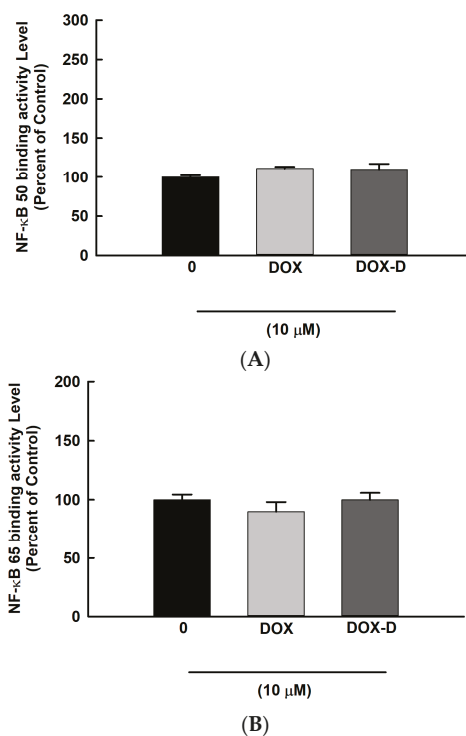 NF-κB 50 binding activity Level
(Percent of Control)
300
250
200
150
100
50
0
0 DOX DOX-D
(10 μM)
(A)
NF-κB 65 binding activity Level
(Percent of Control)
200
150
100
50
0
0 DOX DOX-D
(10 μM)
(B)